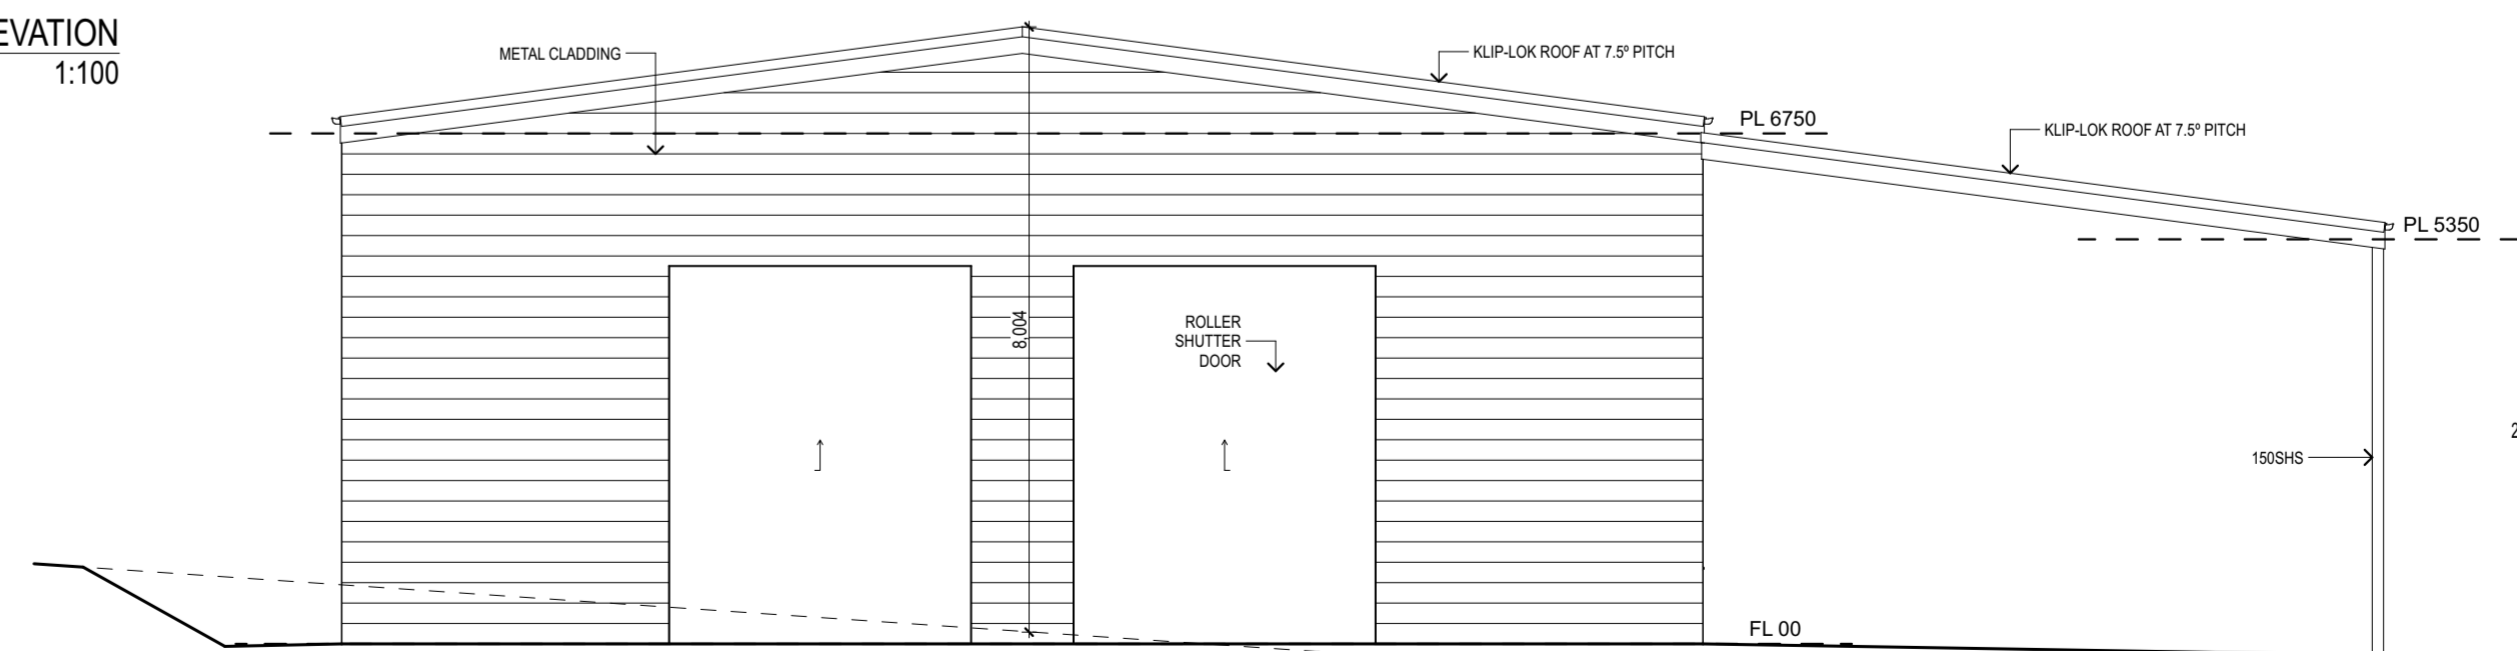 EVATION
1:100
METAL CLADDING
KLIP-LOK ROOF AT 7.5º PITCH
PL 6750
KLIP-LOK ROOF AT 7.5º PITCH
PL 5350
8,004
ROLLER
SHUTTER
DOOR
150SHS
2
FL 00